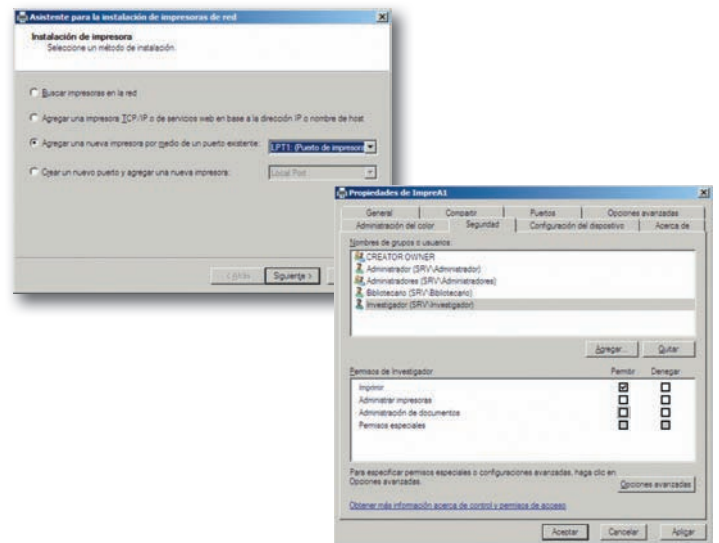 Asistente para la instalación de impresoras de red
Instalación de impresora
Seleccione un método de instalación.
Buscar impresoras en la red
Agregar una impresora TCP/IP o de servicios web en base a la dirección IP o nombre de host
Agregar una nueva impresora por medio de un puerto existente: LPT1: (Puerto de impresora
Crear un nuevo puerto y agregar una nueva impresora: Local Port
< Atrás Siguiente >
Propiedades de ImpreA1
General Compartir Puertos Opciones avanzadas
Administración del color Seguridad Configuración del dispositivo Acerca de
Nombres de grupos o usuarios:
CREATOR OWNER
Administrador (SRV\Administrador)
Administradores (SRV\Administradores)
Bibliotecario (SRV\Bibliotecario)
Investigador (SRV\Investigador)
Agregar... Quitar
Permisos de Investigador Permitir Denegar
Imprimir
Administrar impresoras
Administración de documentos
Permisos especiales
Para especificar permisos especiales o configuraciones avanzadas, haga clic en
Opciones avanzadas. Opciones avanzadas
Obtener más información acerca de control y permisos de acceso
Aceptar Cancelar Aplicar